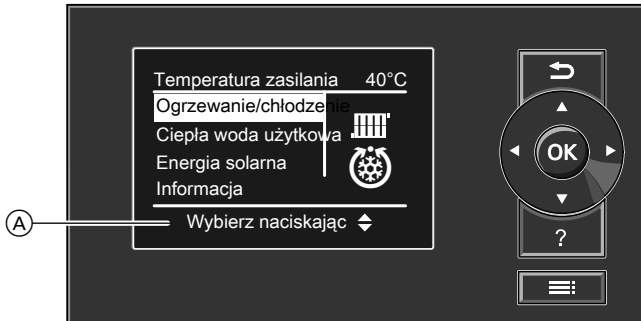 Temperatura zasilania 40°C
Ogrzewanie/chłodzenie
Ciepła woda użytkowa
Energia solarna
Informacja
Wybierz naciskając
A
OK
?